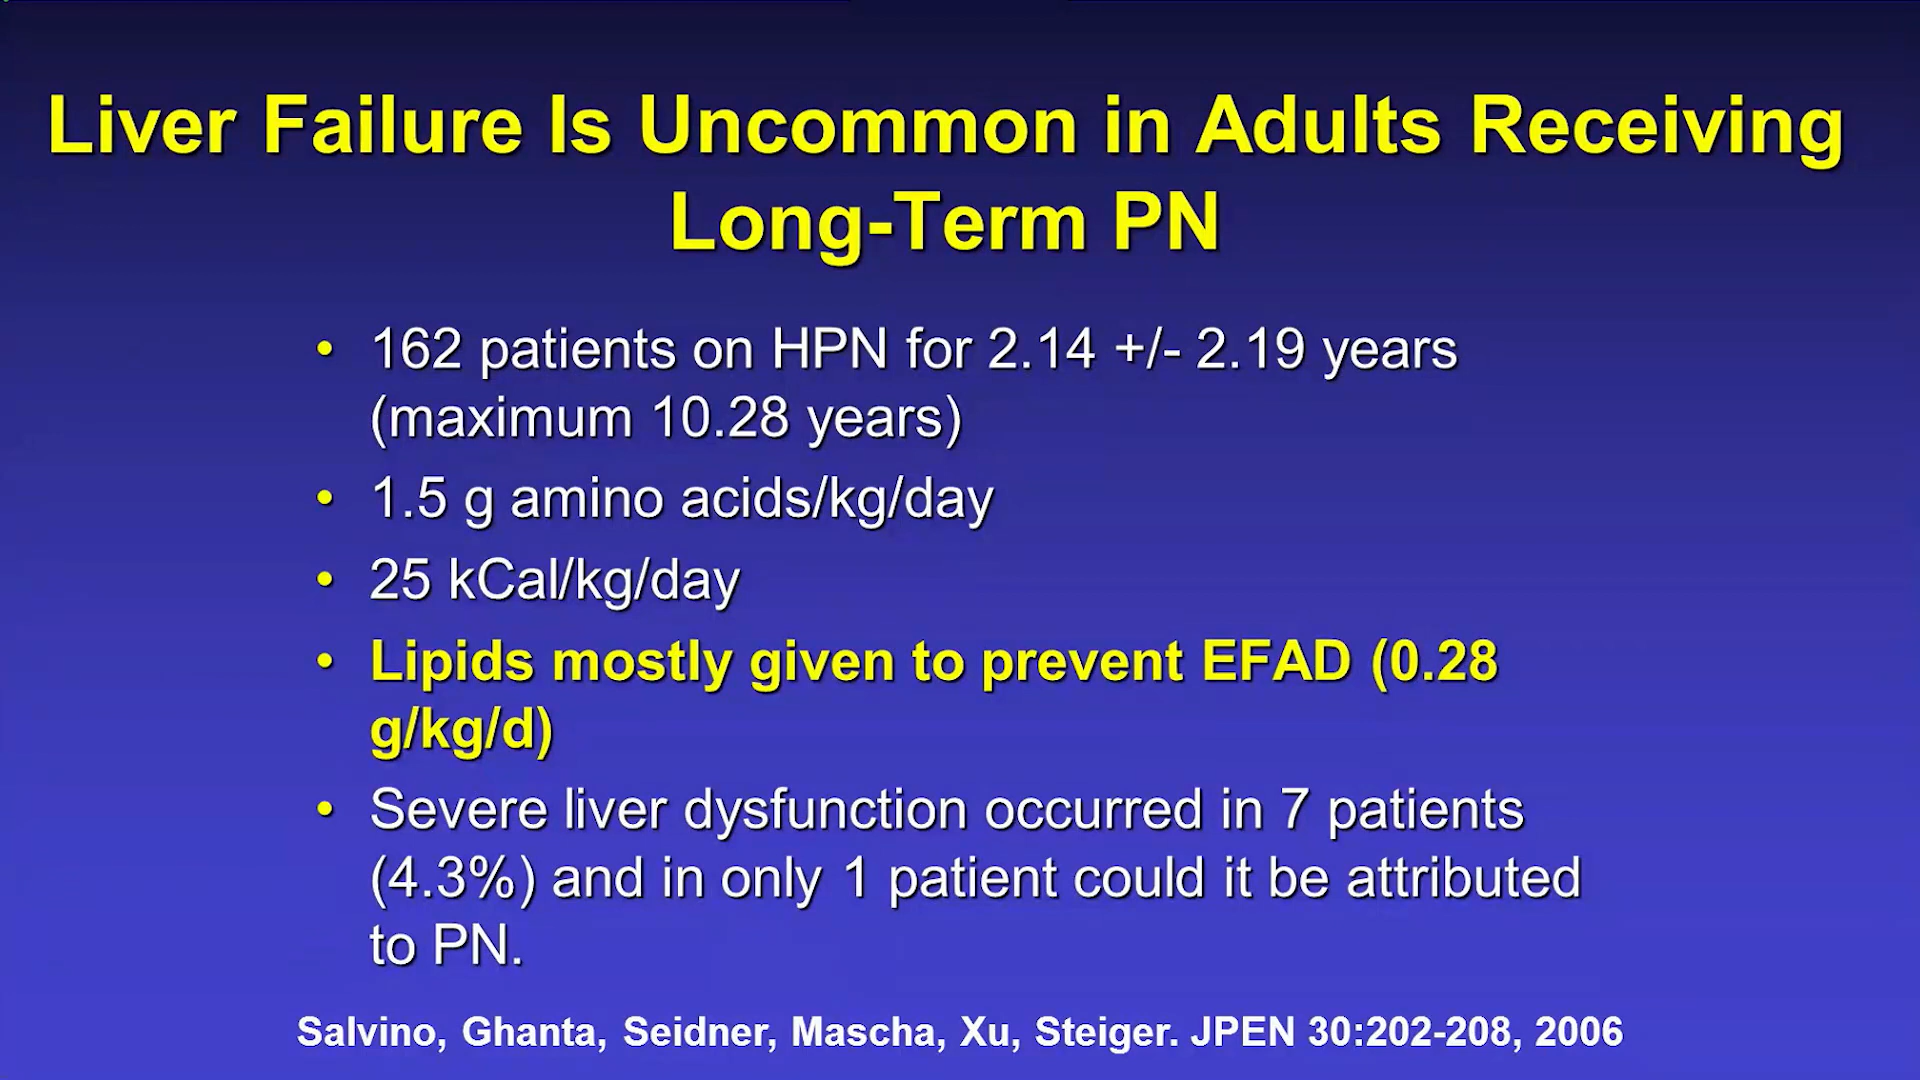 Liver Failure Is Uncommon in Adults Receiving
Long-Term PN
• 162 patients on HPN for 2.14 +/- 2.19 years
(maximum 10.28 years)
• 1.5 g amino acids/kg/day
• 25 kCal/kg/day
• Lipids mostly given to prevent EFAD (0.28
g/kg/d)
• Severe liver dysfunction occurred in 7 patients
(4.3%) and in only 1 patient could it be attributed
to PN.
Salvino, Ghanta, Seidner, Mascha, Xu, Steiger. JPEN 30:202-208, 2006